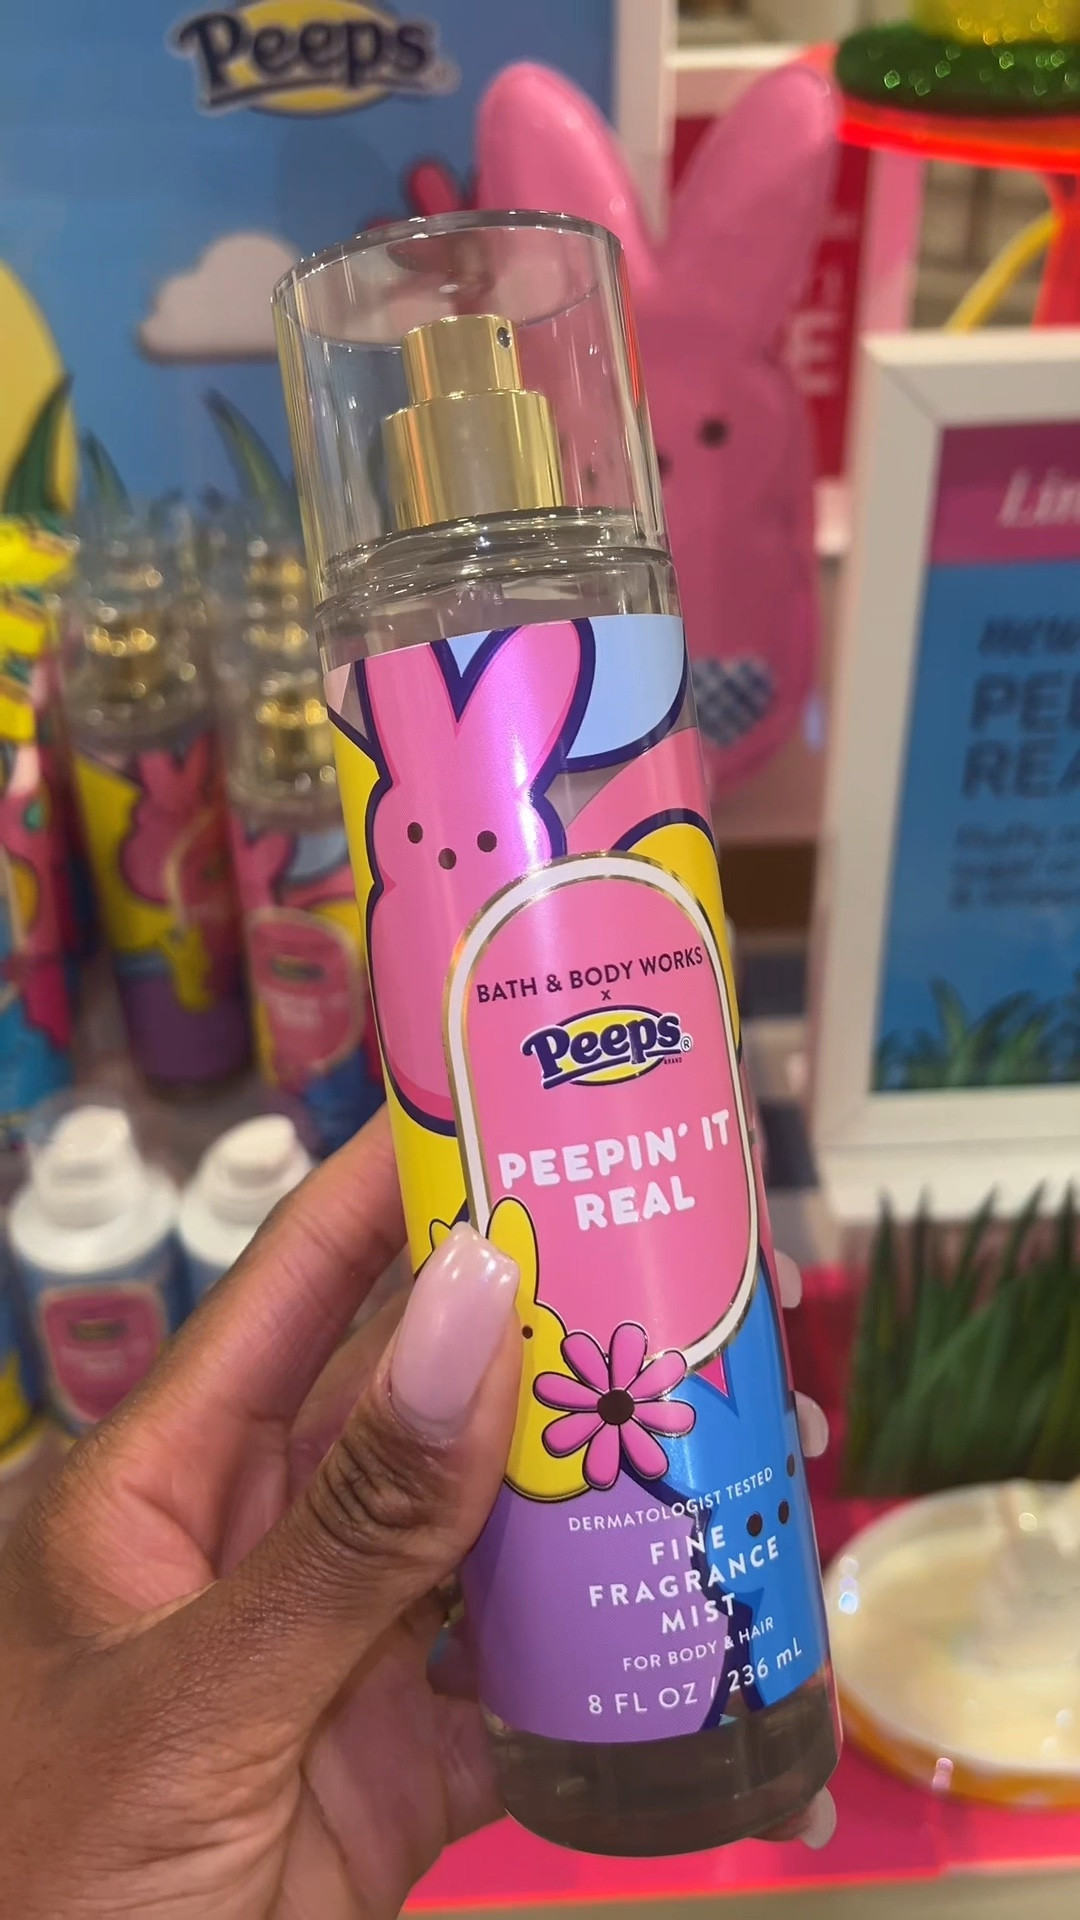 Peeps
BATH & BODY WORKS
x
Peeps®
BRAND
PEEPIN' IT
REAL
DERMATOLOGIST TESTED
FINE
FRAGRANCE
MIST
FOR BODY & HAIR
8 FL OZ / 236 mL